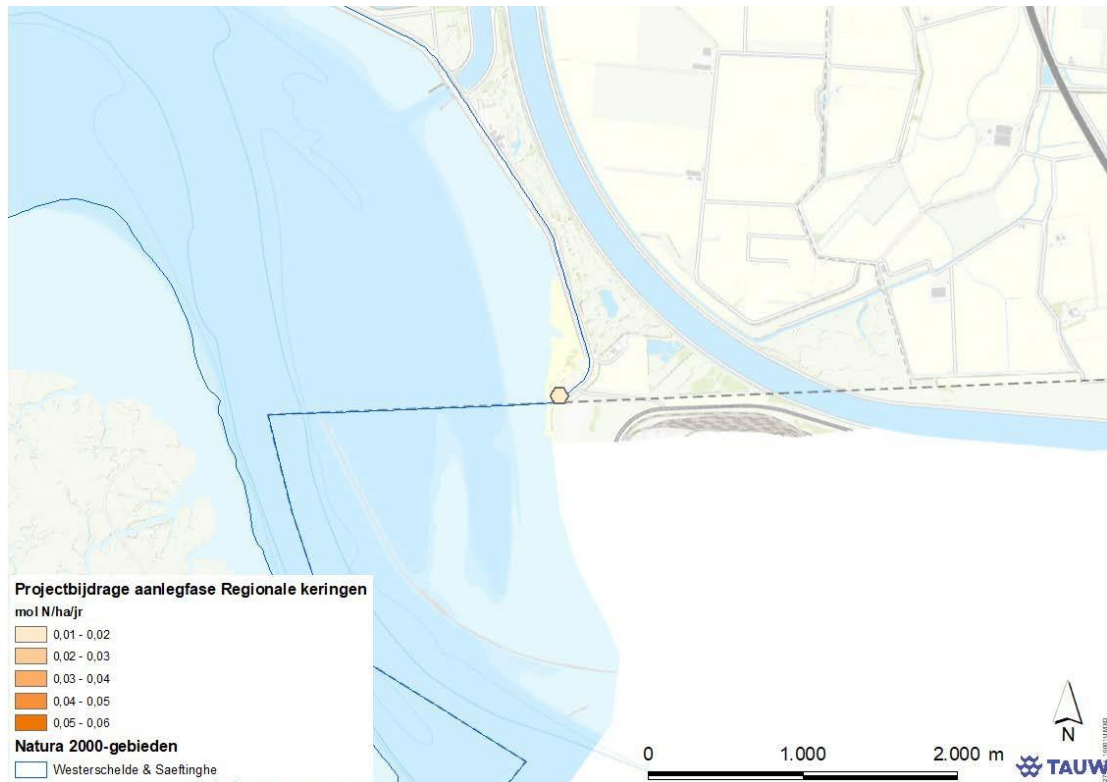 Projectbijdrage aanlegfase Regionale keringen
mol N/ha/jr
0,01 - 0,02
0,02 - 0,03
0,03 - 0,04
0,04 - 0,05
0,05 - 0,06
Natura 2000-gebieden
Westerschelde & Saeftinghe
0 1.000 2.000 m
N
TAUW